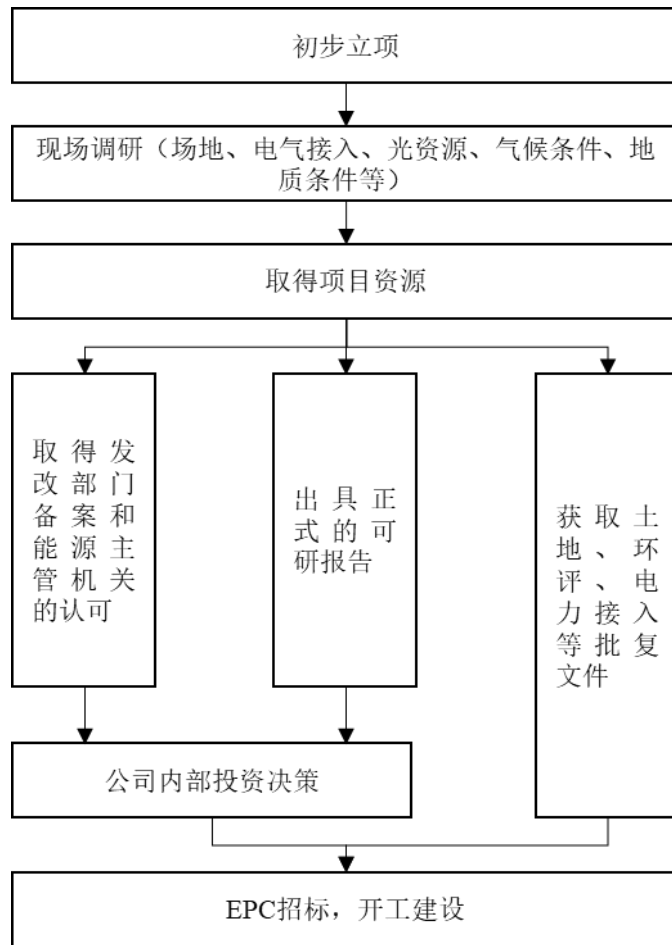 初步立项
现场调研（场地、电气接入、光资源、气候条件、地
质条件等）
取得项目资源
取得发
改部门
备案和
能源主
管机关
的认可
出具正
式的可
研报告
获取土
地、环
评、电
力接入
等批复
文件
公司内部投资决策
EPC招标，开工建设